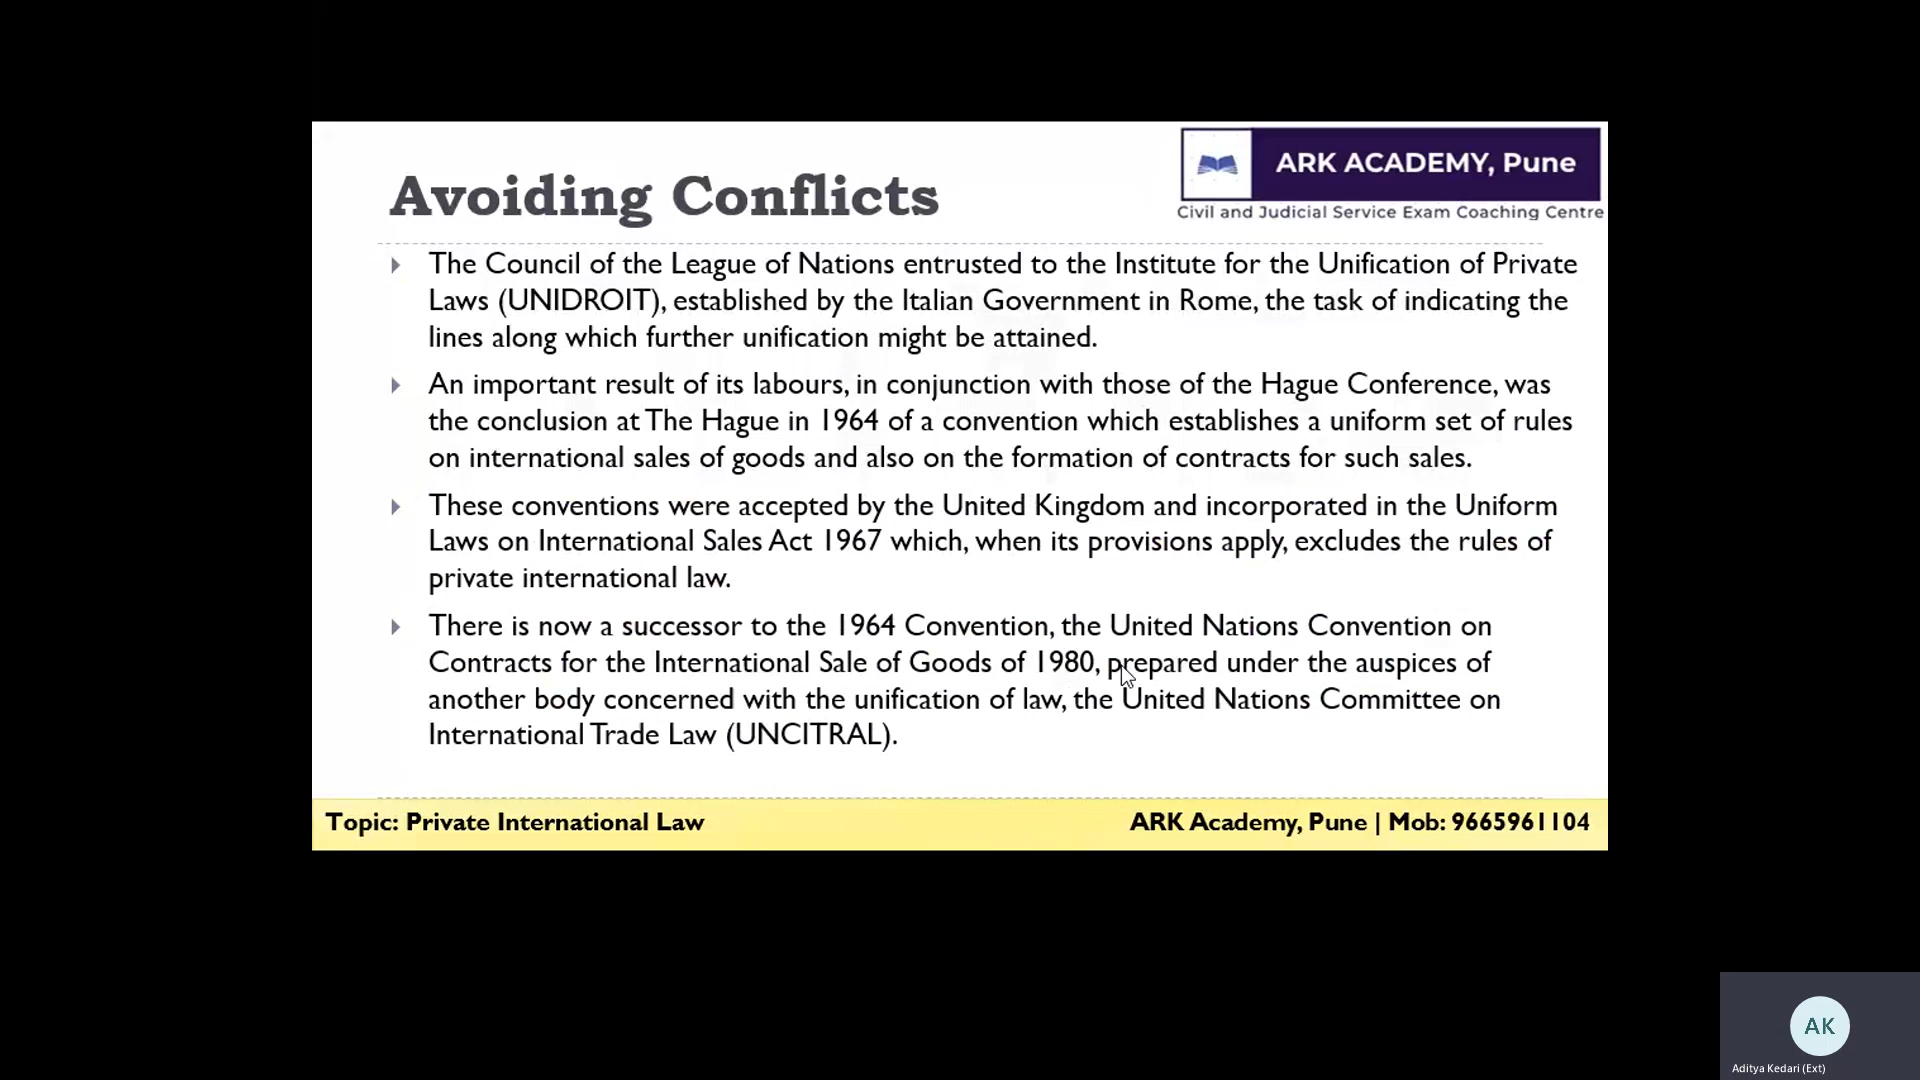 ARK ACADEMY, Pune
Civil and Judicial Service Exam Coaching Centre
Avoiding Conflicts
The Council of the League of Nations entrusted to the Institute for the Unification of Private
Laws (UNIDROIT), established by the Italian Government in Rome, the task of indicating the
lines along which further unification might be attained.
An important result of its labours, in conjunction with those of the Hague Conference, was
the conclusion at The Hague in 1964 of a convention which establishes a uniform set of rules
on international sales of goods and also on the formation of contracts for such sales.
These conventions were accepted by the United Kingdom and incorporated in the Uniform
Laws on International Sales Act 1967 which, when its provisions apply, excludes the rules of
private international law.
There is now a successor to the 1964 Convention, the United Nations Convention on
Contracts for the International Sale of Goods of 1980, prepared under the auspices of
another body concerned with the unification of law, the United Nations Committee on
International Trade Law (UNCITRAL).
Topic: Private International Law
ARK Academy, Pune | Mob: 9665961104
AK
Aditya Kedari (Ext)